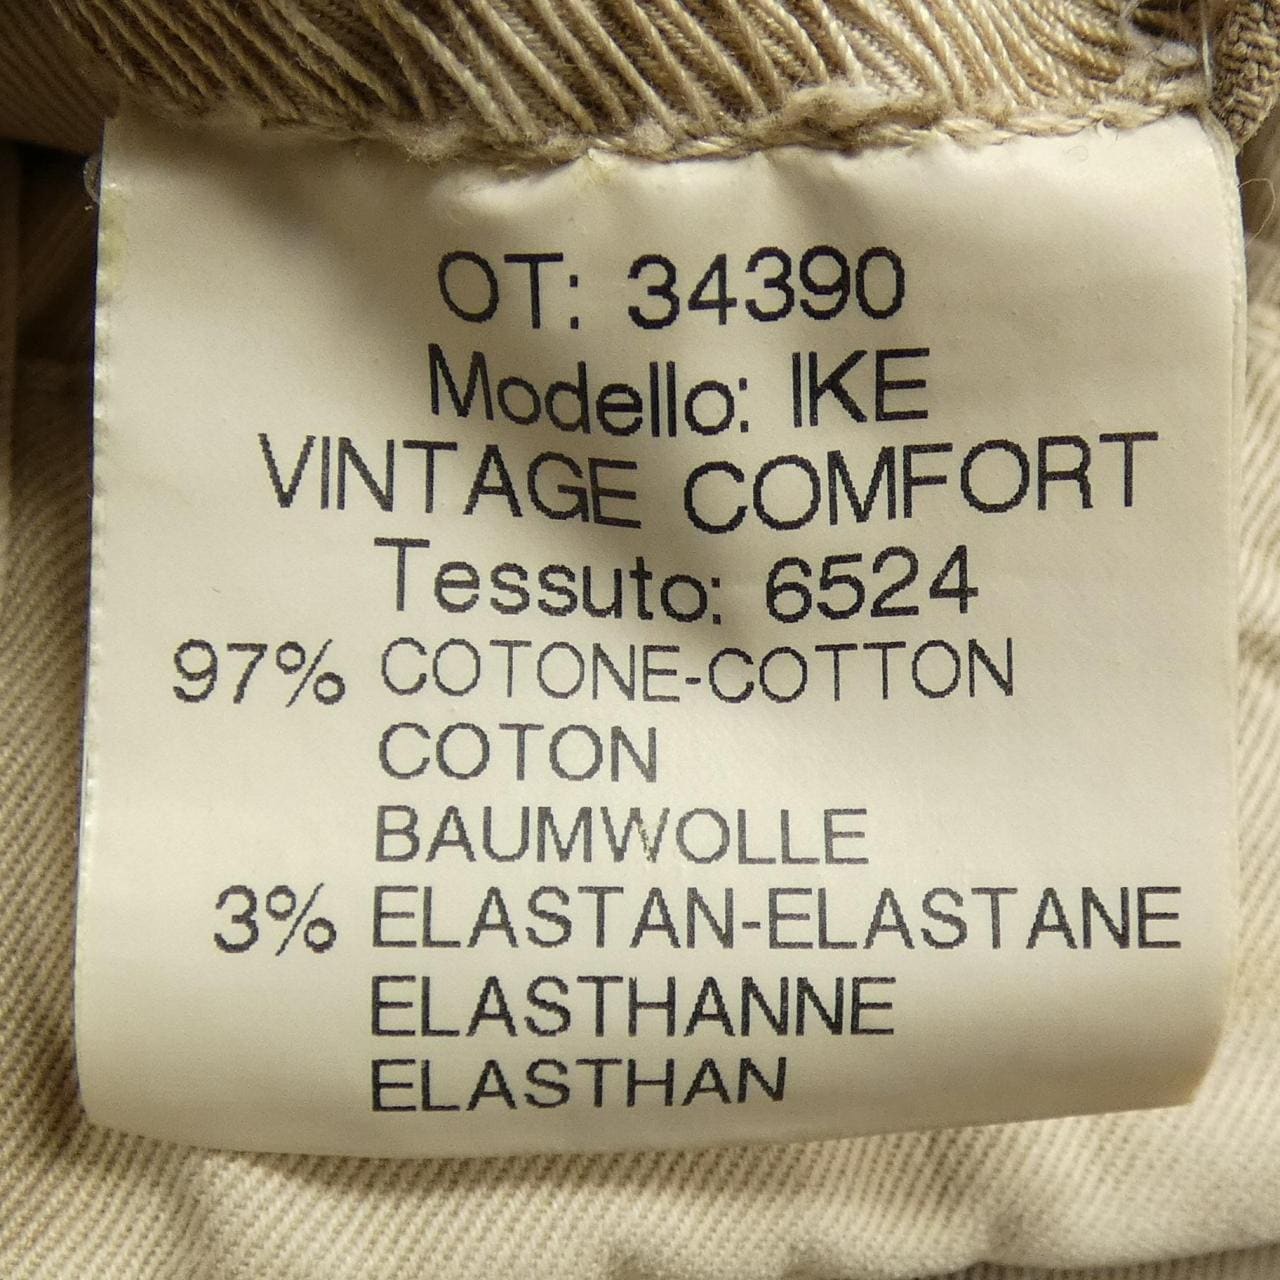 OT: 34390
Modello: IKE
VINTAGE COMFORT
Tessuto: 6524
97% COTONE-COTTON
COTON
BAUMWOLLE
3% ELASTAN-ELASTANE
ELASTHANNE
ELASTHAN